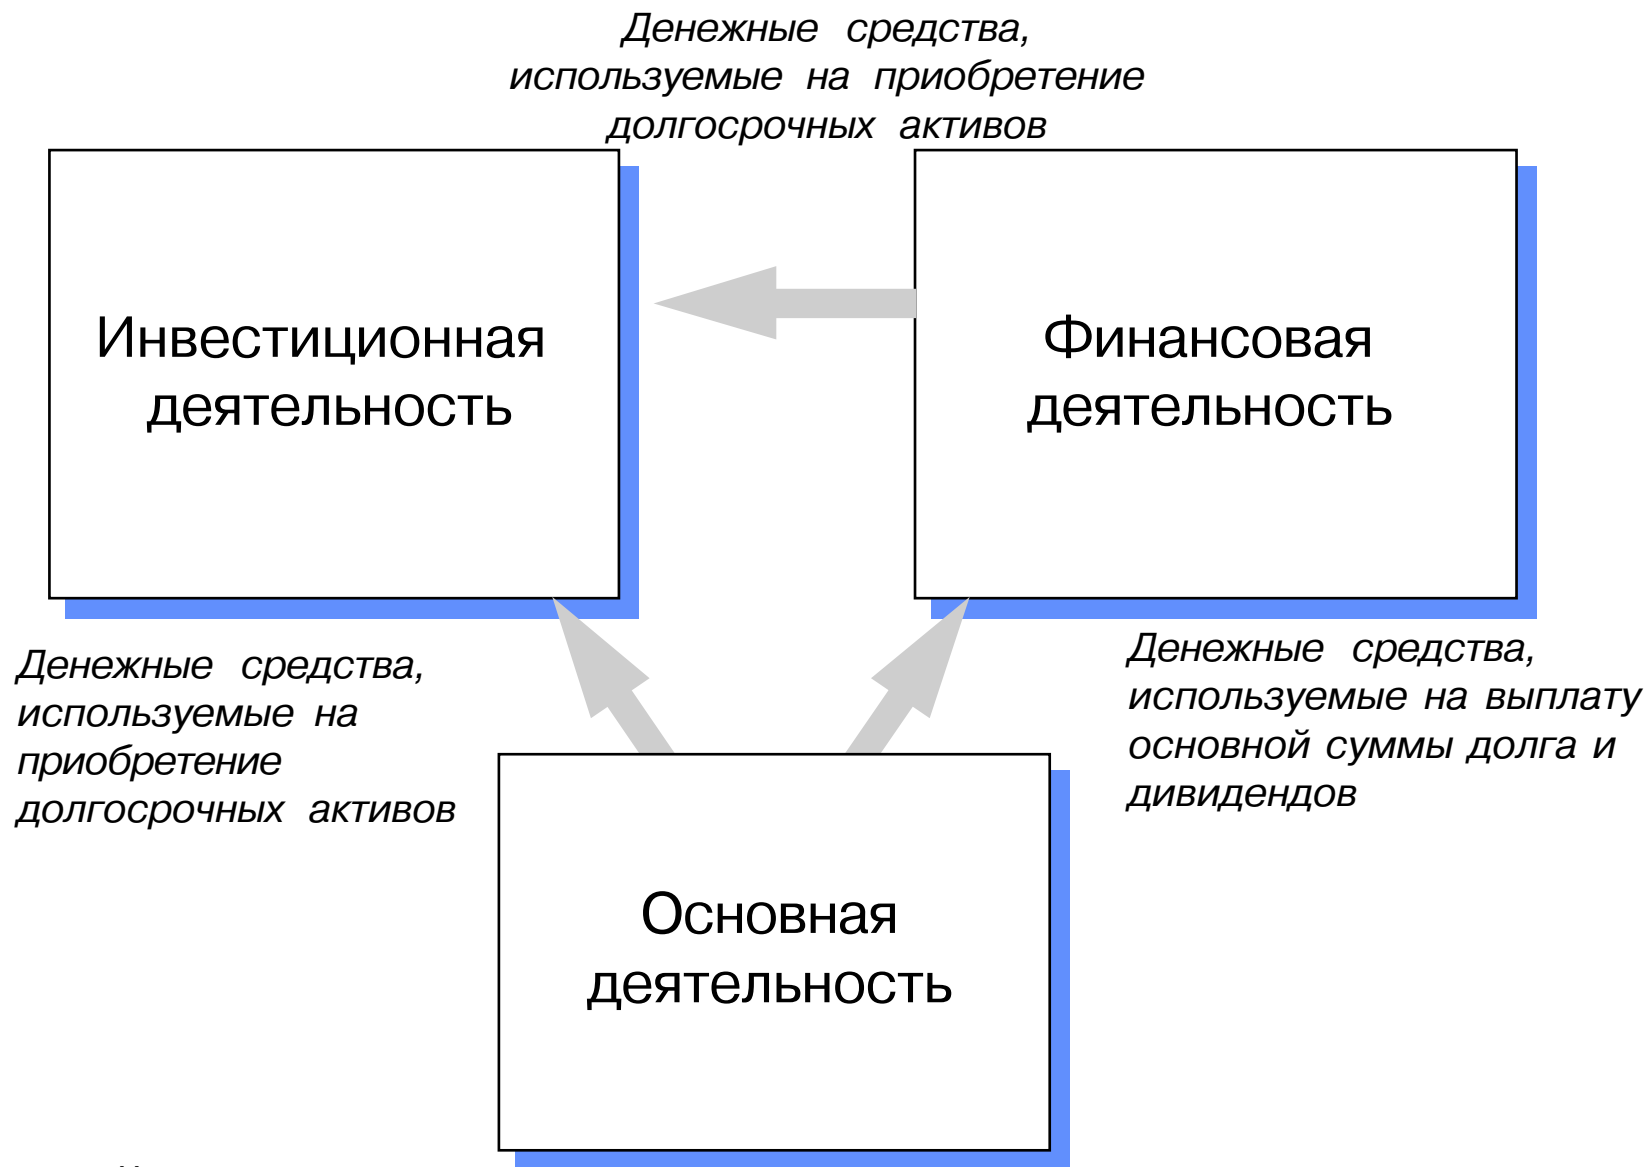 Денежные средства,
используемые на приобретение
долгосрочных активов
Инвестиционная
деятельность
Финансовая
деятельность
Денежные средства,
используемые на
приобретение
долгосрочных активов
Денежные средства,
используемые на выплату
основной суммы долга и
дивидендов
Основная
деятельность